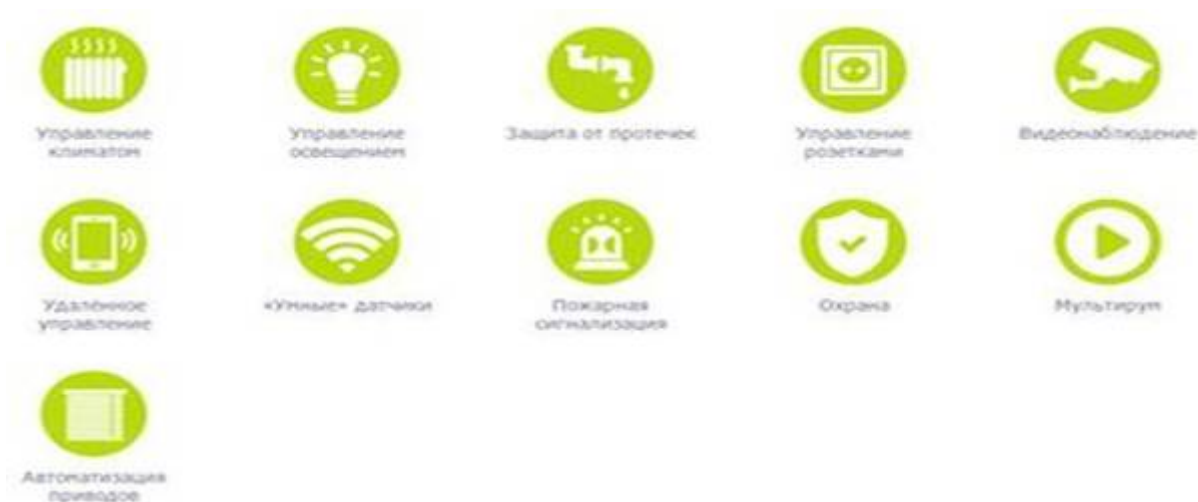 Управление
климатом
Управление
освещением
Защита от протечек
Управление
розетками
Видеонаблюдение
Удалённое
управление
«Умные» датчики
Пожарная
сигнализация
Охрана
Мультирум
Автоматизация
приводов